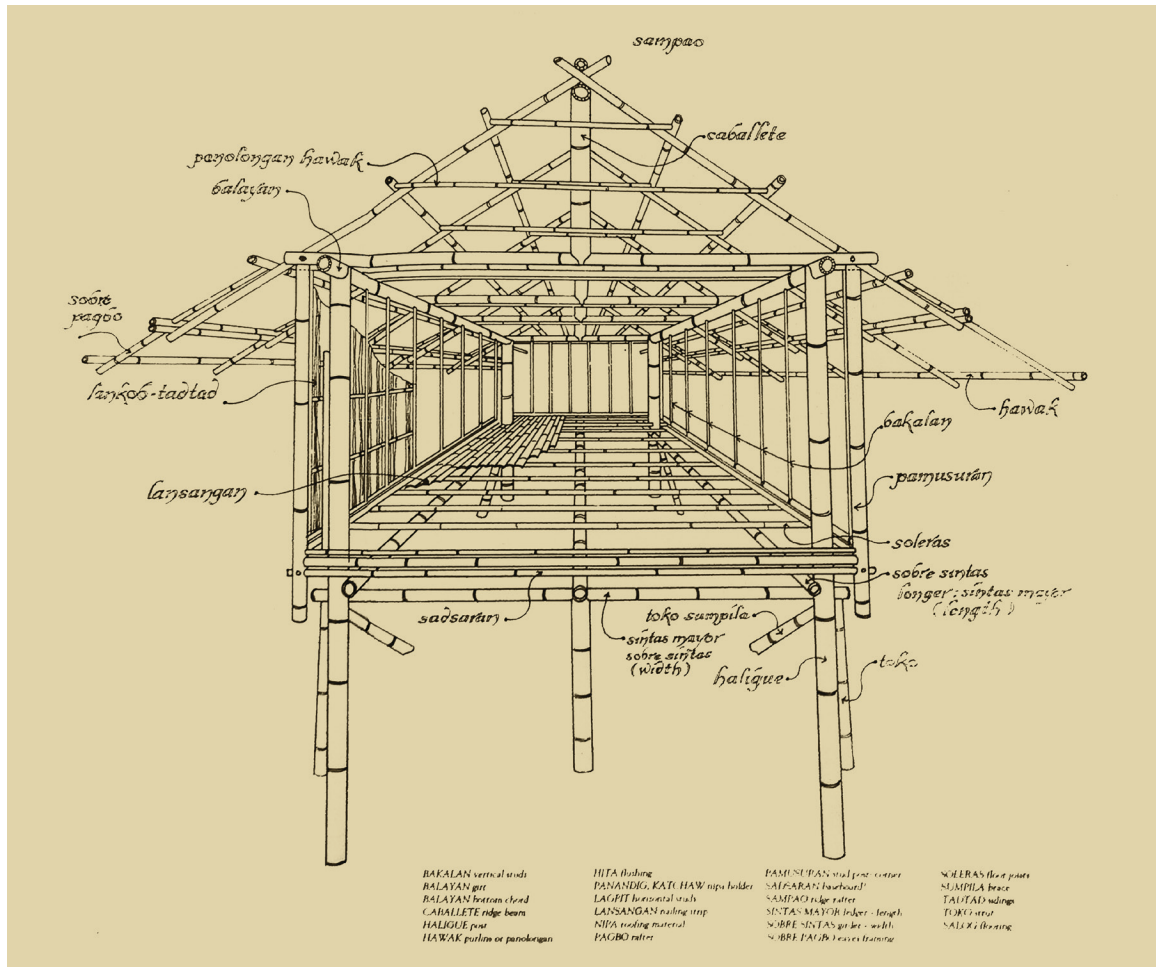 sampao
caballete
panolongan hawak
balayan
sobre
pagbo
lankob-tadtad
hawak
bakalan
lansangan
pamusuran
soleras
sobre sintas
longer: sintas mayor
(length)
sadsaran
toko sumpila
sintas mayor
sobre sintas
(width)
haligue
toko
BAKALAN vertical studs
BALAYAN girt
BALAYAN bottom chord
CABALLETE ridge beam
HALIGUE post
HAWAK purlins or panolongan
HITA flashing
PANANDIG, KATCHAW nipa holder
LAGPIT horizontal studs
LANSANGAN nailing strip
NIPA roofing material
PAGBO rafter
PAMUSURAN stud post- corner
SADSARAN baseboard
SAMPAO ridge rafter
SINTAS MAYOR ledger - length
SOBRE SINTAS girder - width
SOBRE PAGBO eaves framing
SOLERAS floor joists
SUMPILA brace
TADTAD sidings
TOKO strut
SALOG flooring